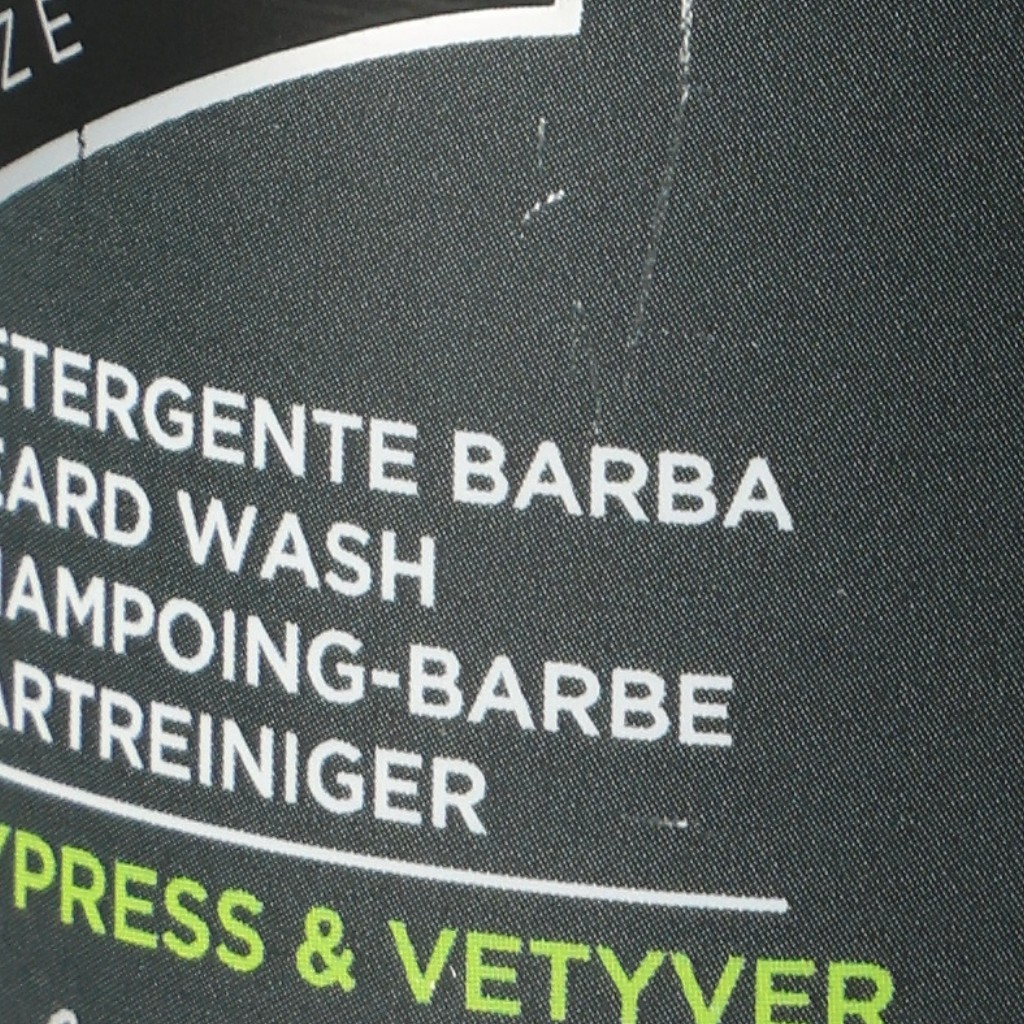 ZE
ETERGENTE BARBA
EARD WASH
HAMPOING-BARBE
ARTREINIGER
YPRESS & VETYVER